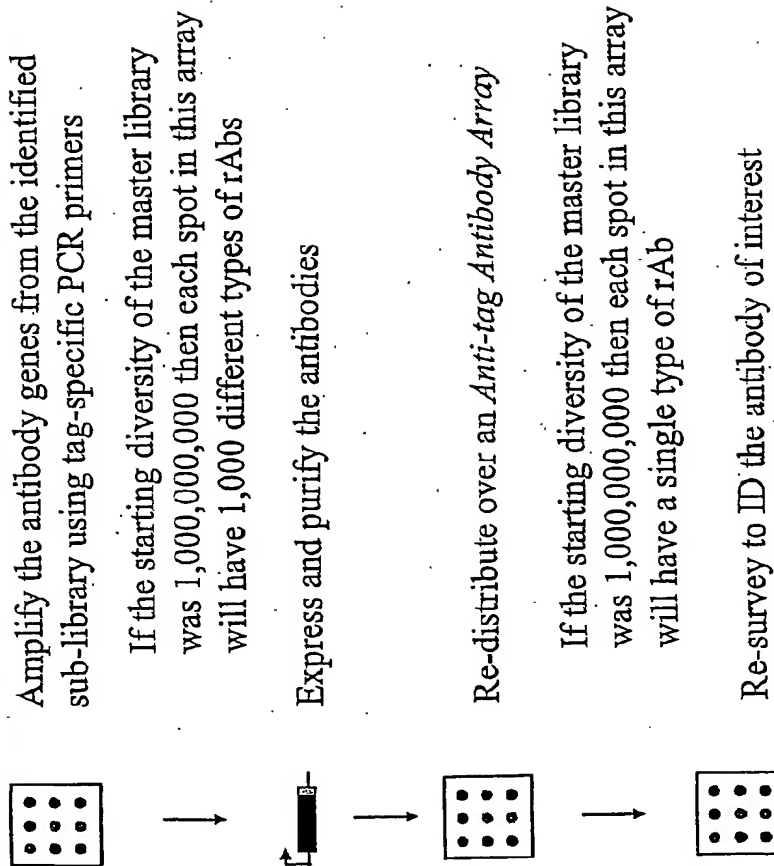 Amplify the antibody genes from the identified
sub-library using tag-specific PCR primers
If the starting diversity of the master library
was 1,000,000,000 then each spot in this array
will have 1,000 different types of rAbs
Express and purify the antibodies
Re-distribute over an Anti-tag Antibody Array
If the starting diversity of the master library
was 1,000,000,000 then each spot in this array
will have a single type of rAb
Re-survey to ID the antibody of interest